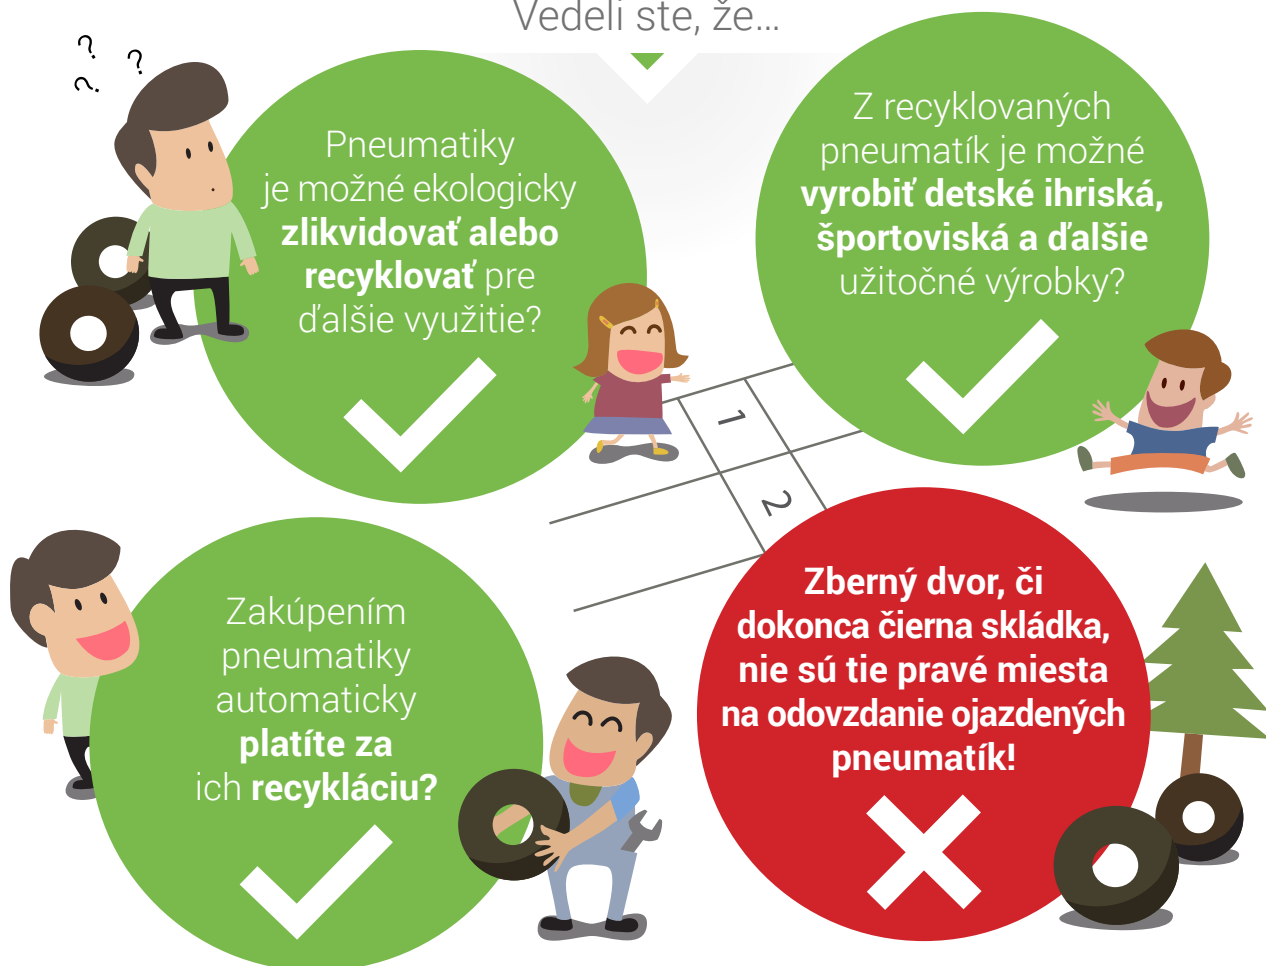 Vedeli ste, že...
?
?
?
Pneumatiky
je možné ekologicky
zlikvidovať alebo
recyklovať pre
ďalšie využitie?
Z recyklovaných
pneumatík je možné
vyrobiť detské ihriská,
športoviská a ďalšie
užitočné výrobky?
1
2
Zakúpením
pneumatiky
automaticky
platíte za
ich recykláciu?
Zberný dvor, či
dokonca čierna skládka,
nie sú tie pravé miesta
na odovzdanie ojazdených
pneumatík!